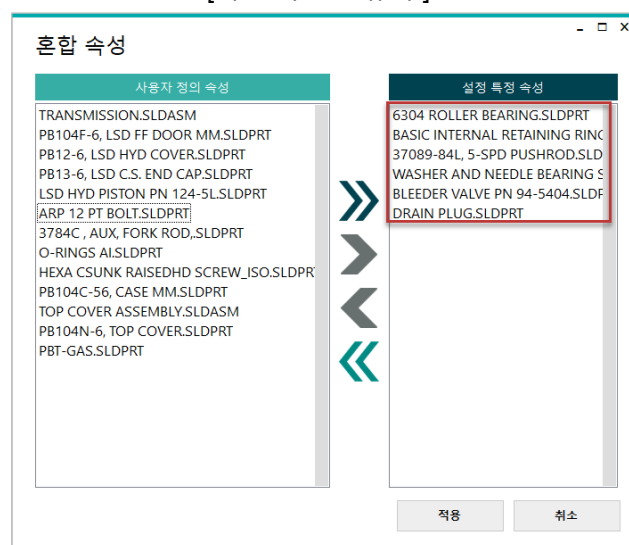 혼합 속성
사용자 정의 속성
TRANSMISSION.SLDASM
PB104F-6, LSD FF DOOR MM.SLDPRT
PB12-6, LSD HYD COVER.SLDPRT
PB13-6, LSD C.S. END CAP.SLDPRT
LSD HYD PISTON PN 124-5L.SLDPRT
ARP 12 PT BOLT.SLDPRT
3784C , AUX, FORK ROD,.SLDPRT
O-RINGS AI.SLDPRT
HEXA CSUNK RAISEDHD SCREW_ISO.SLDPR
PB104C-56, CASE MM.SLDPRT
TOP COVER ASSEMBLY.SLDASM
PB104N-6, TOP COVER.SLDPRT
PBT-GAS.SLDPRT
설정 특정 속성
6304 ROLLER BEARING.SLDPRT
BASIC INTERNAL RETAINING RING
37089-84L, 5-SPD PUSHROD.SLD
WASHER AND NEEDLE BEARING S
BLEEDER VALVE PN 94-5404.SLDP
DRAIN PLUG.SLDPRT
적용
취소